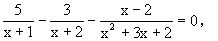 5/(x+1) - 3/(x+2) - (x-2)/(x²+3x+2) = 0,